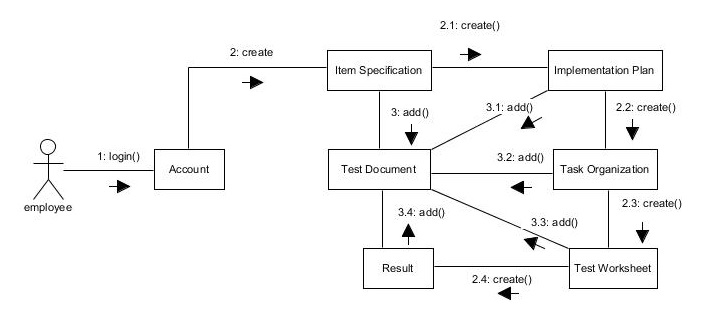 2.1: create()
2: create
Item Specification
Implementation Plan
3: add()
3.1: add()
2.2: create()
1: login()
Account
Test Document
3.2: add()
Task Organization
employee
3.4: add()
3.3: add()
2.3: create()
Result
2.4: create()
Test Worksheet